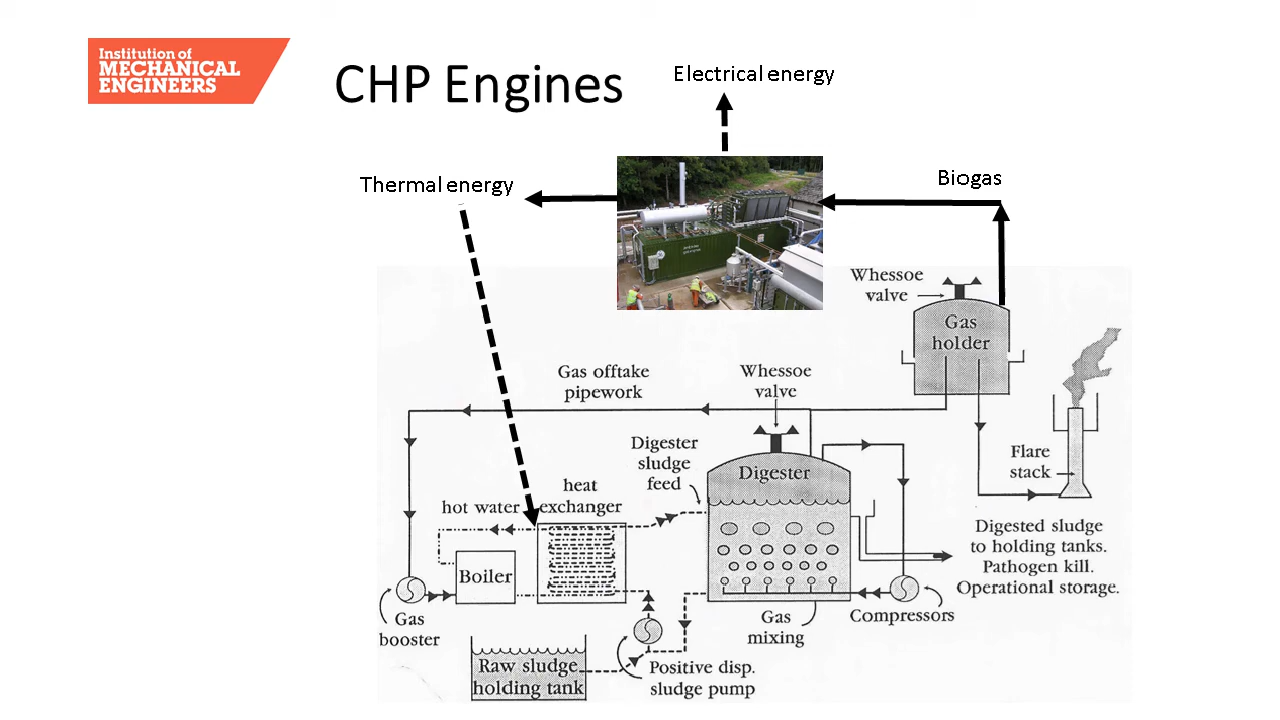 Institution of
MECHANICAL
ENGINEERS
CHP Engines
Electrical energy
Thermal energy
Biogas
Whessoe
valve
Gas
holder
Gas offtake
pipework
Whessoe
valve
Digester
sludge
feed
Digester
Flare
stack
heat
exchanger
hot water
Digested sludge
to holding tanks.
Pathogen kill.
Operational storage.
Boiler
Gas
booster
Gas
mixing
Compressors
Raw sludge
holding tank
Positive disp.
sludge pump